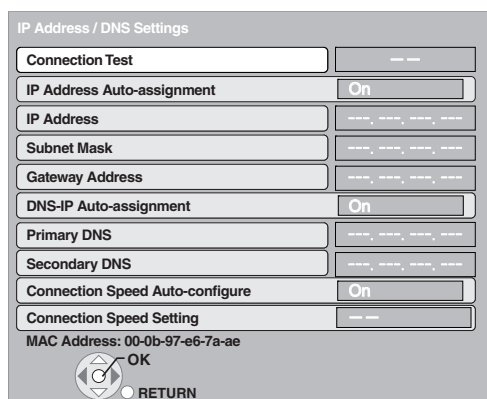 IP Address / DNS Settings
Connection Test — —
IP Address Auto-assignment On
IP Address ---. ---. ---. ---
Subnet Mask ---. ---. ---. ---
Gateway Address ---. ---. ---. ---
DNS-IP Auto-assignment On
Primary DNS ---. ---. ---. ---
Secondary DNS ---. ---. ---. ---
Connection Speed Auto-configure On
Connection Speed Setting — —
MAC Address: 00-0b-97-e6-7a-ae
OK
RETURN